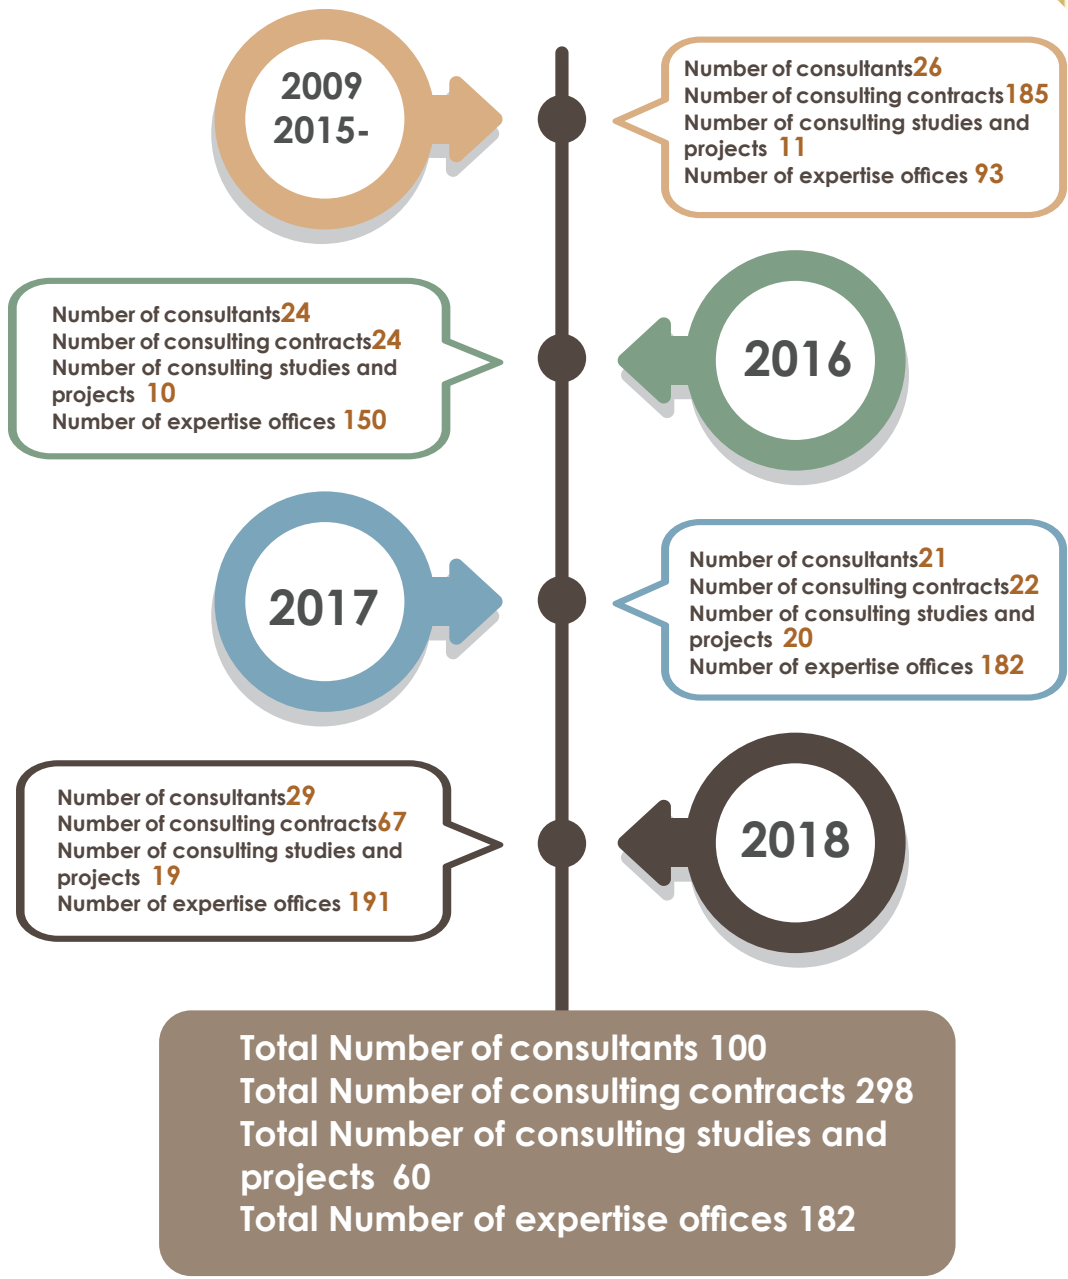 2009
2015-
Number of consultants26
Number of consulting contracts185
Number of consulting studies and
projects 11
Number of expertise offices 93
Number of consultants24
Number of consulting contracts24
Number of consulting studies and
projects 10
Number of expertise offices 150
2016
2017
Number of consultants21
Number of consulting contracts22
Number of consulting studies and
projects 20
Number of expertise offices 182
Number of consultants29
Number of consulting contracts67
Number of consulting studies and
projects 19
Number of expertise offices 191
2018
Total Number of consultants 100
Total Number of consulting contracts 298
Total Number of consulting studies and
projects 60
Total Number of expertise offices 182